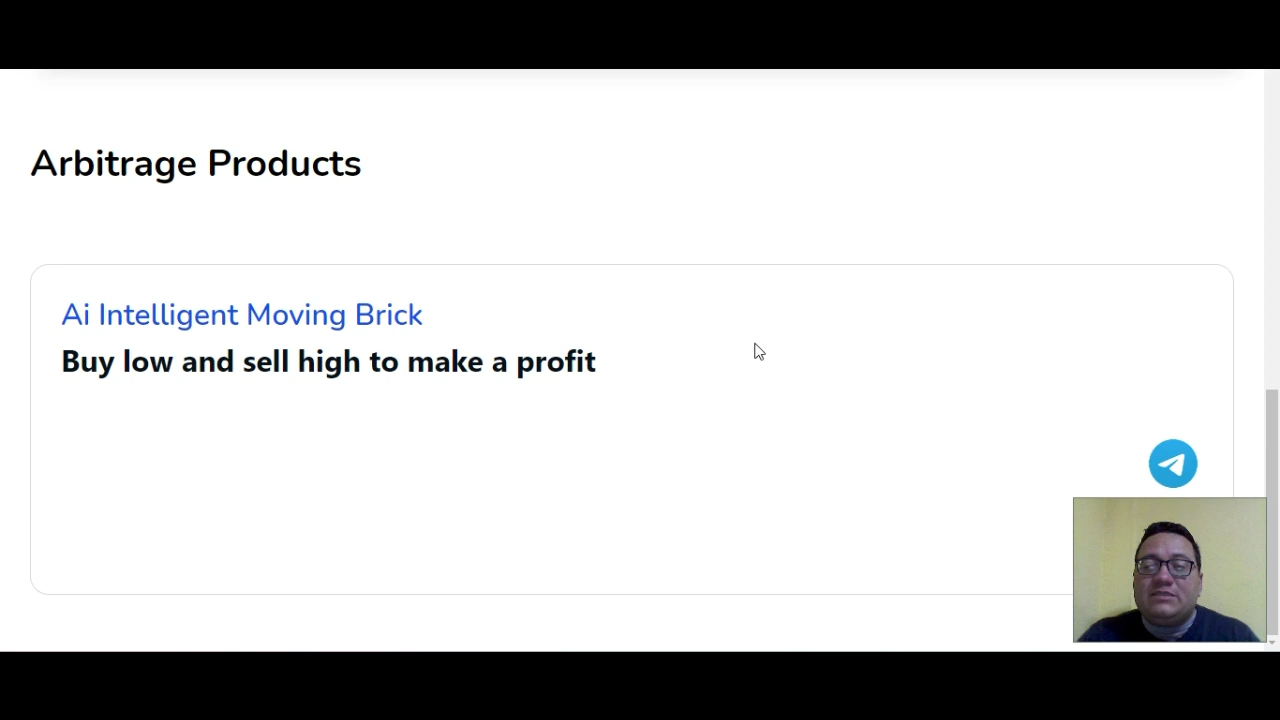 Arbitrage Products
Ai Intelligent Moving Brick
Buy low and sell high to make a profit